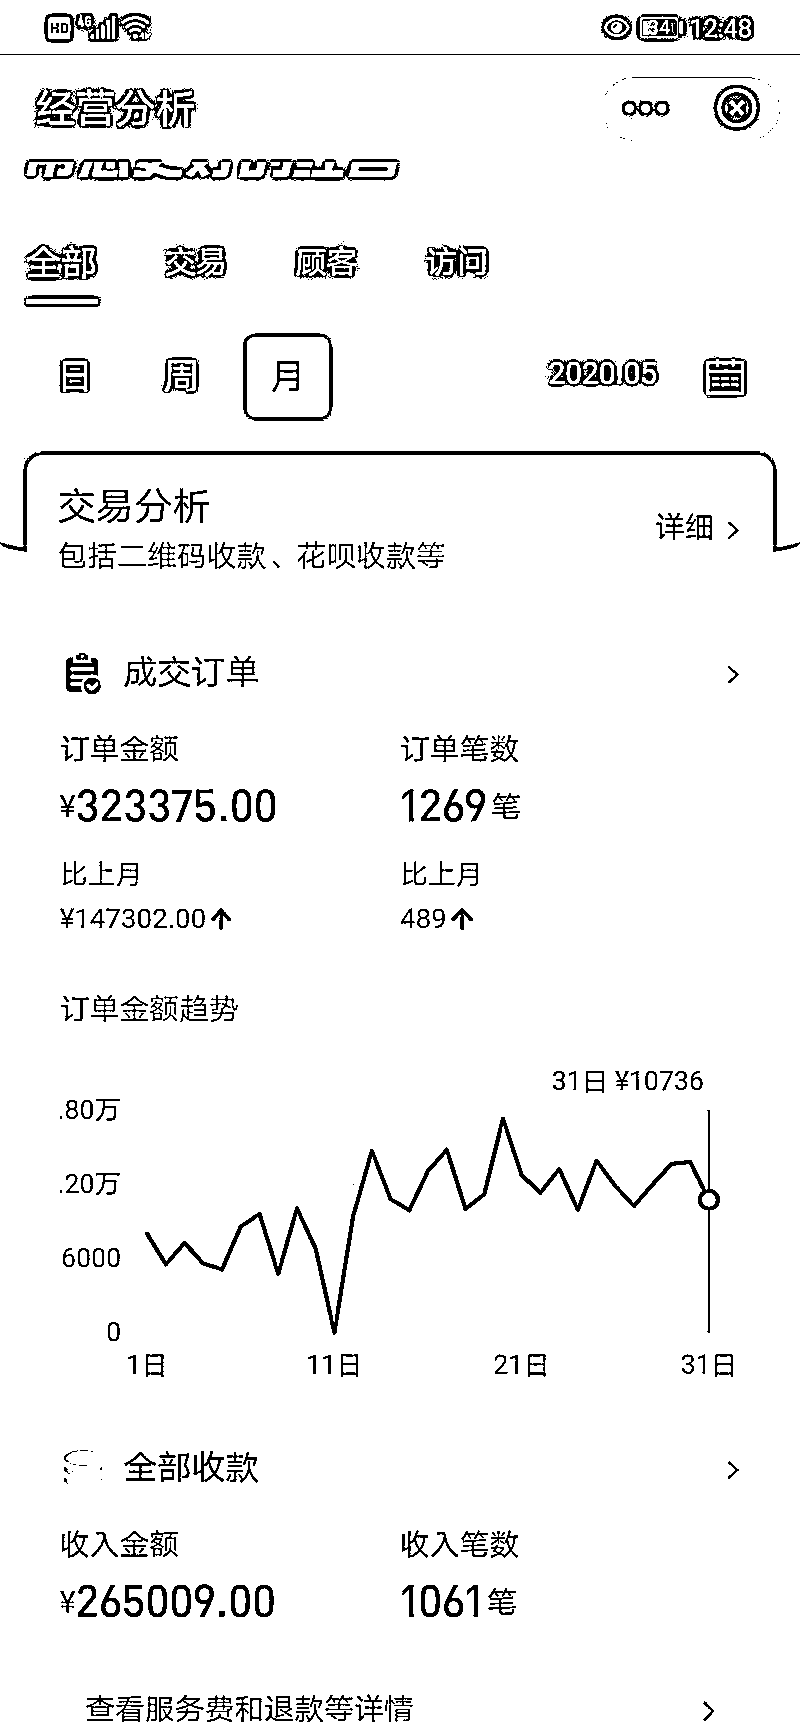 HD 4G 34 12:48
经营分析
全部 交易 顾客 访问
日 周 月 2020.05
交易分析
包括二维码收款、花呗收款等
详细
成交订单
订单金额 订单笔数
¥323375.00 1269笔
比上月 比上月
¥147302.00↑ 489↑
订单金额趋势
31日 ¥10736
.80万
.20万
6000
0
1日 11日 21日 31日
全部收款
收入金额 收入笔数
¥265009.00 1061笔
查看服务费和退款等详情